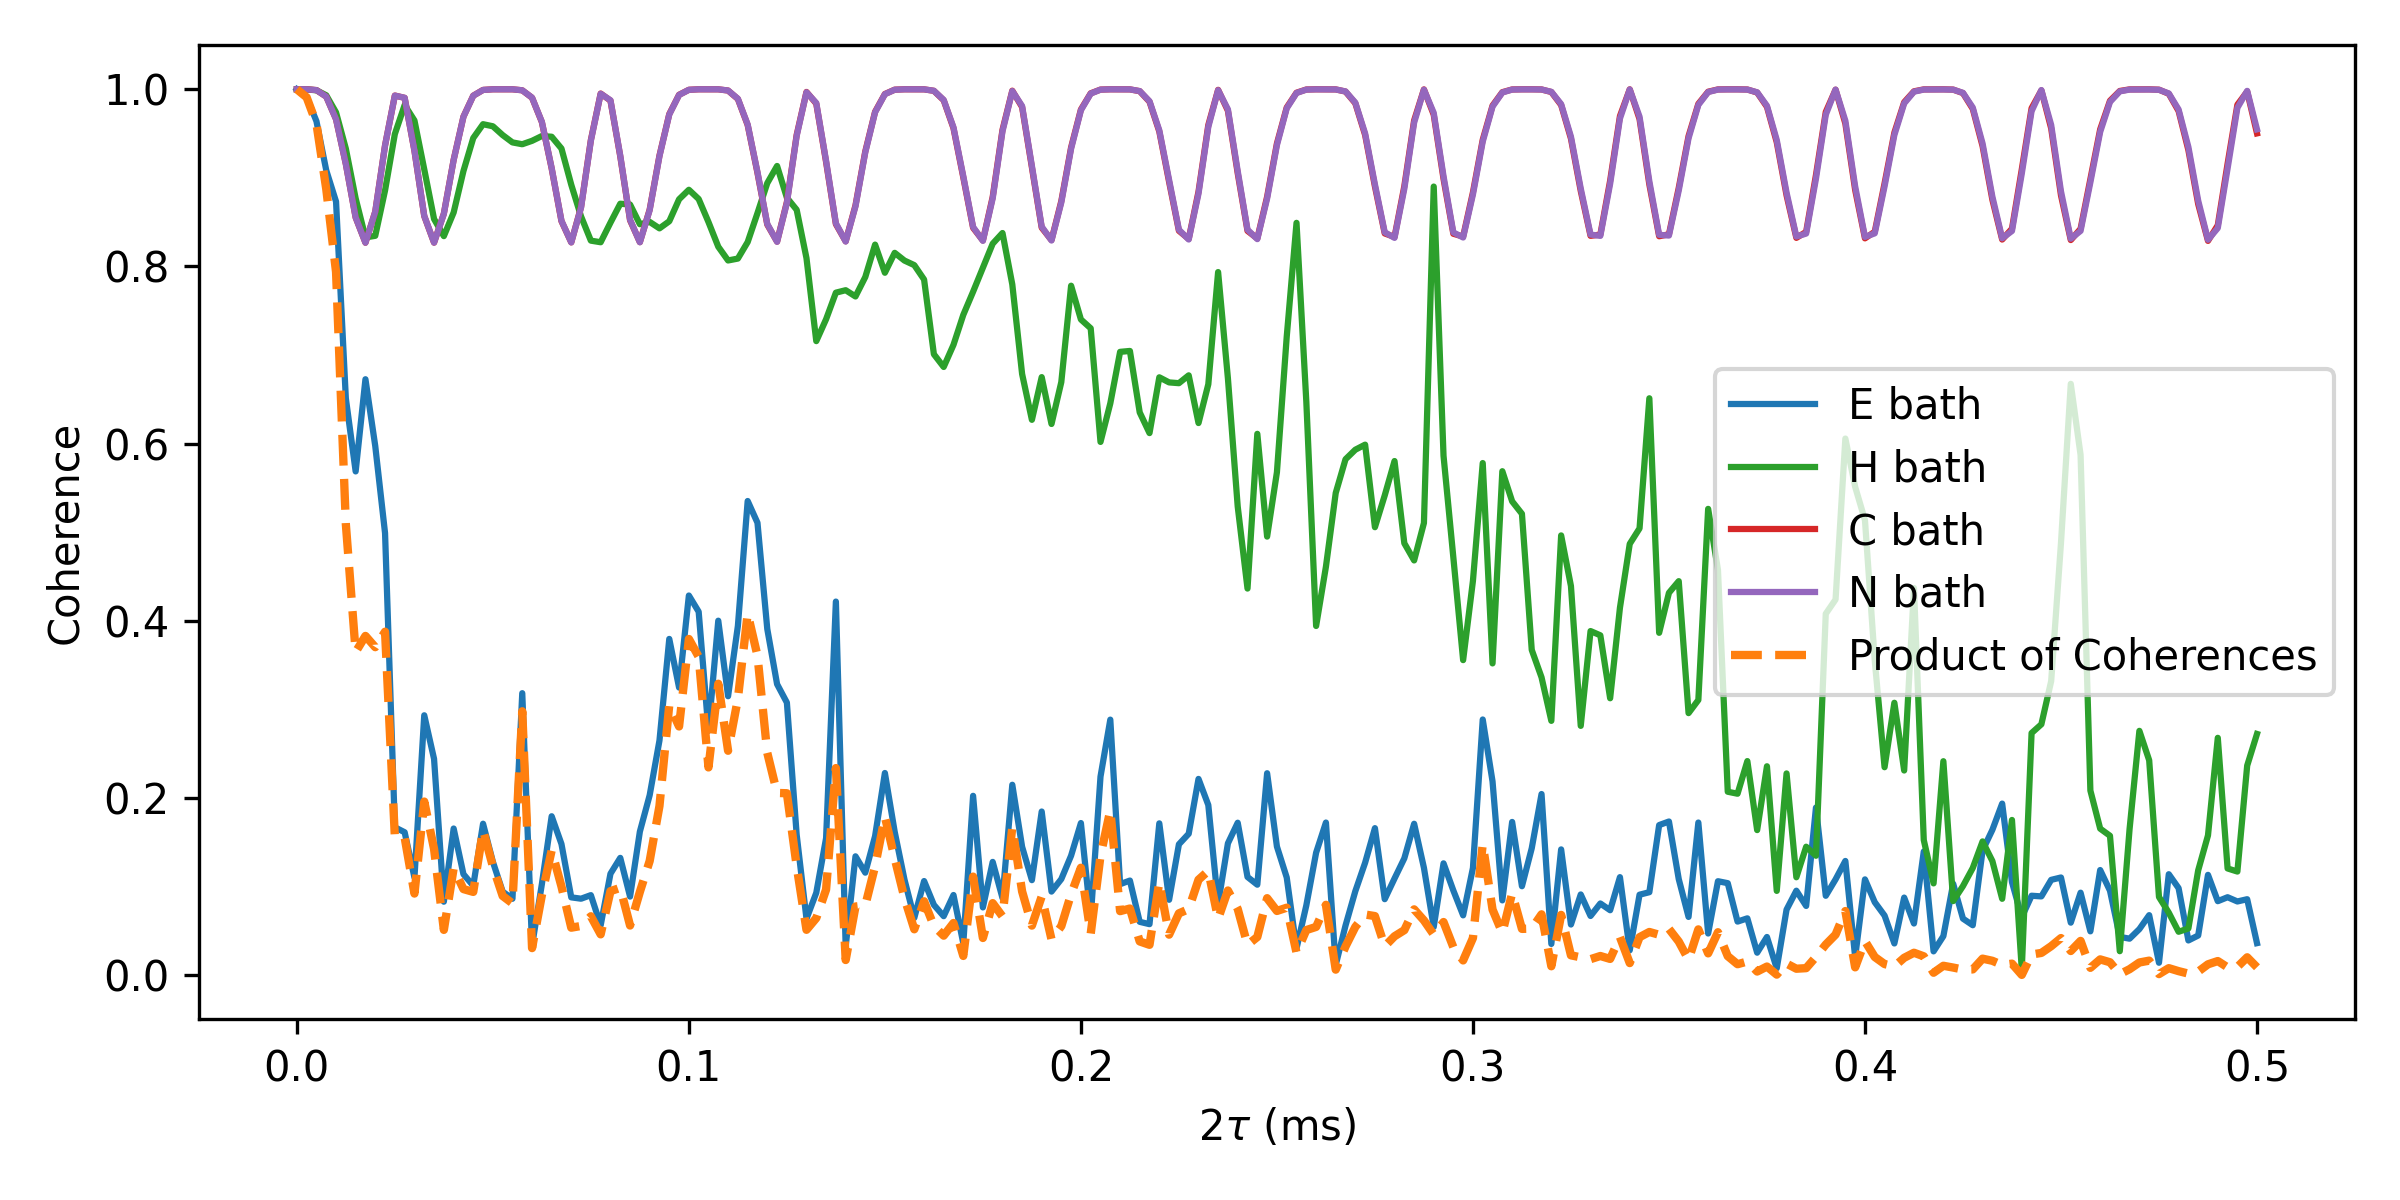 1.0
0.8
0.6
0.4
0.2
0.0
Coherence
E bath
H bath
C bath
N bath
Product of Coherences
0.0 0.1 0.2 0.3 0.4 0.5
2τ (ms)